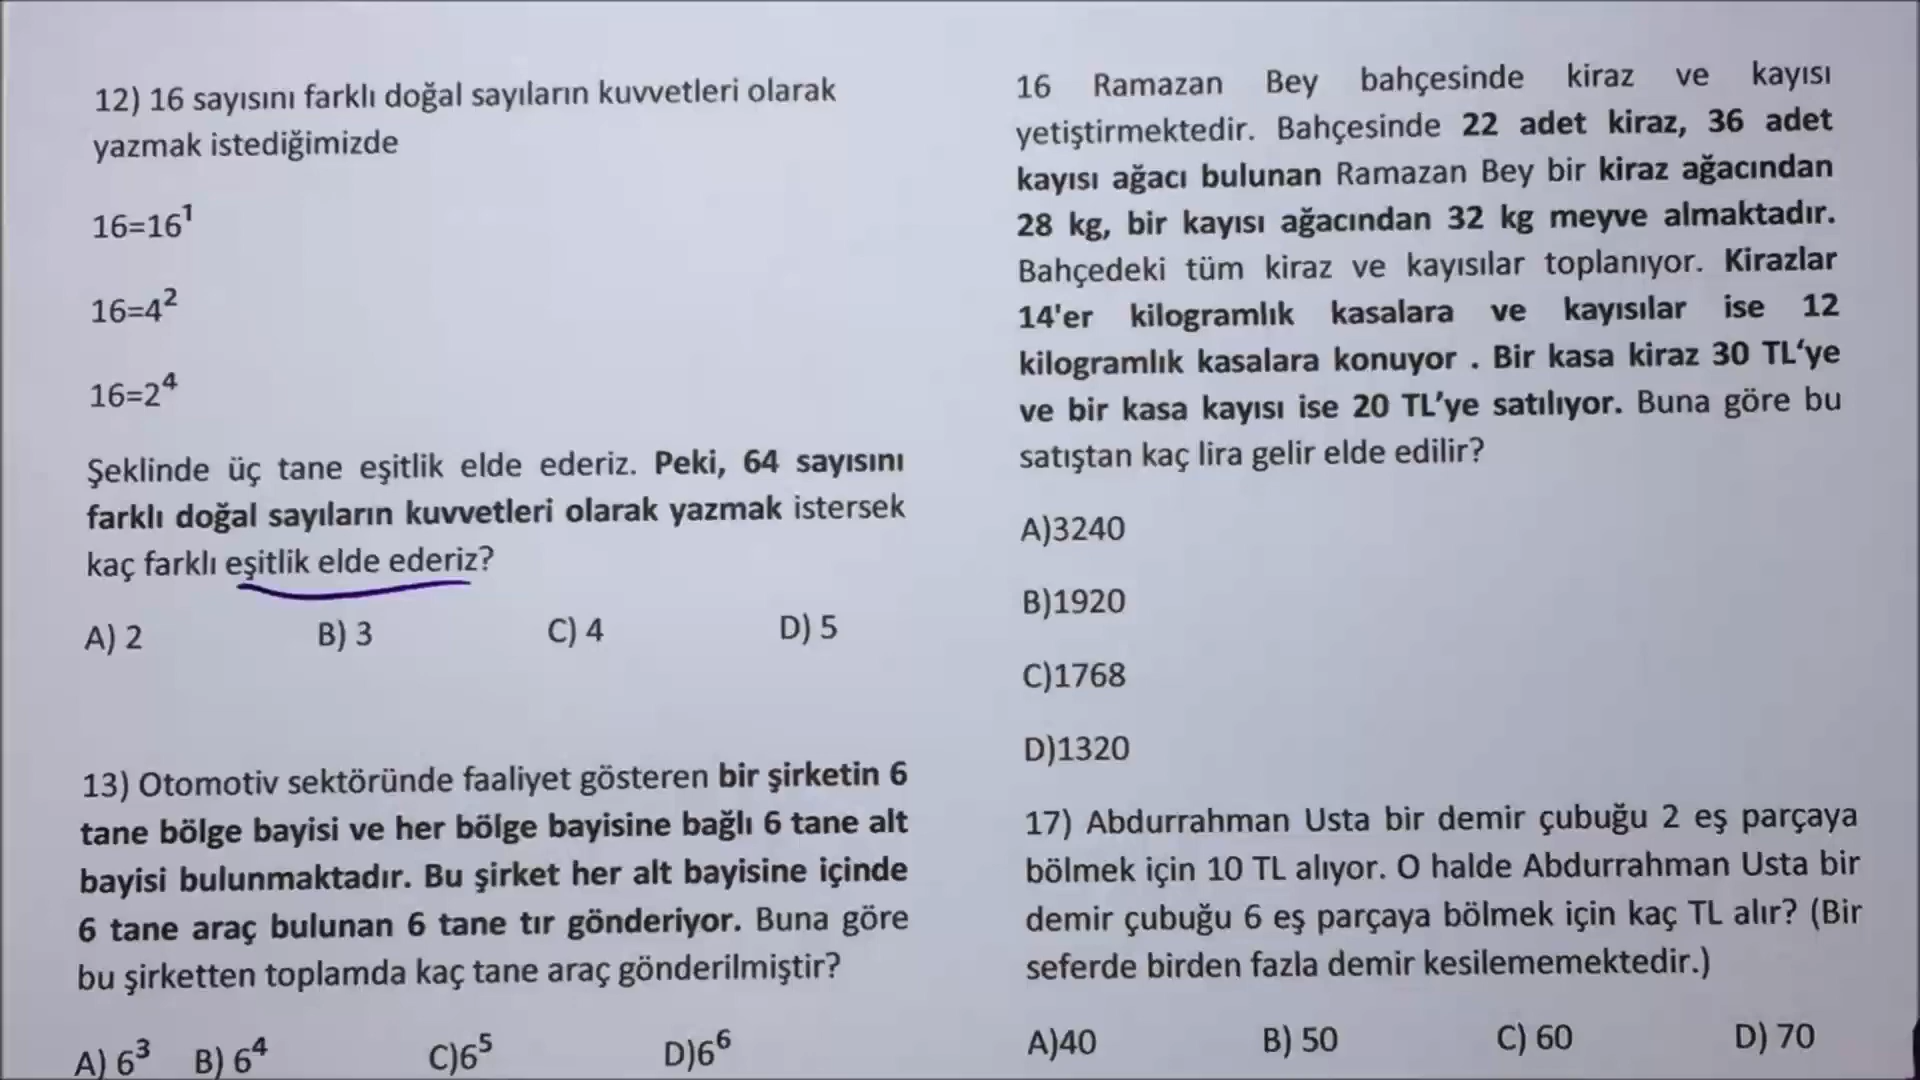 12) 16 sayısını farklı doğal sayıların kuvvetleri olarak
yazmak istediğimizde
16=16¹
16=4²
16=2⁴
Şeklinde üç tane eşitlik elde ederiz. Peki, 64 sayısını
farklı doğal sayıların kuvvetleri olarak yazmak istersek
kaç farklı eşitlik elde ederiz?
A) 2 B) 3 C) 4 D) 5
13) Otomotiv sektöründe faaliyet gösteren bir şirketin 6
tane bölge bayisi ve her bölge bayisine bağlı 6 tane alt
bayisi bulunmaktadır. Bu şirket her alt bayisine içinde
6 tane araç bulunan 6 tane tır gönderiyor. Buna göre
bu şirketten toplamda kaç tane araç gönderilmiştir?
A) 6³ B) 6⁴ C)6⁵ D)6⁶
16 Ramazan Bey bahçesinde kiraz ve kayısı
yetiştirmektedir. Bahçesinde 22 adet kiraz, 36 adet
kayısı ağacı bulunan Ramazan Bey bir kiraz ağacından
28 kg, bir kayısı ağacından 32 kg meyve almaktadır.
Bahçedeki tüm kiraz ve kayısılar toplanıyor. Kirazlar
14'er kilogramlık kasalara ve kayısılar ise 12
kilogramlık kasalara konuyor . Bir kasa kiraz 30 TL‘ye
ve bir kasa kayısı ise 20 TL’ye satılıyor. Buna göre bu
satıştan kaç lira gelir elde edilir?
A)3240
B)1920
C)1768
D)1320
17) Abdurrahman Usta bir demir çubuğu 2 eş parçaya
bölmek için 10 TL alıyor. O halde Abdurrahman Usta bir
demir çubuğu 6 eş parçaya bölmek için kaç TL alır? (Bir
seferde birden fazla demir kesilememektedir.)
A)40 B) 50 C) 60 D) 70